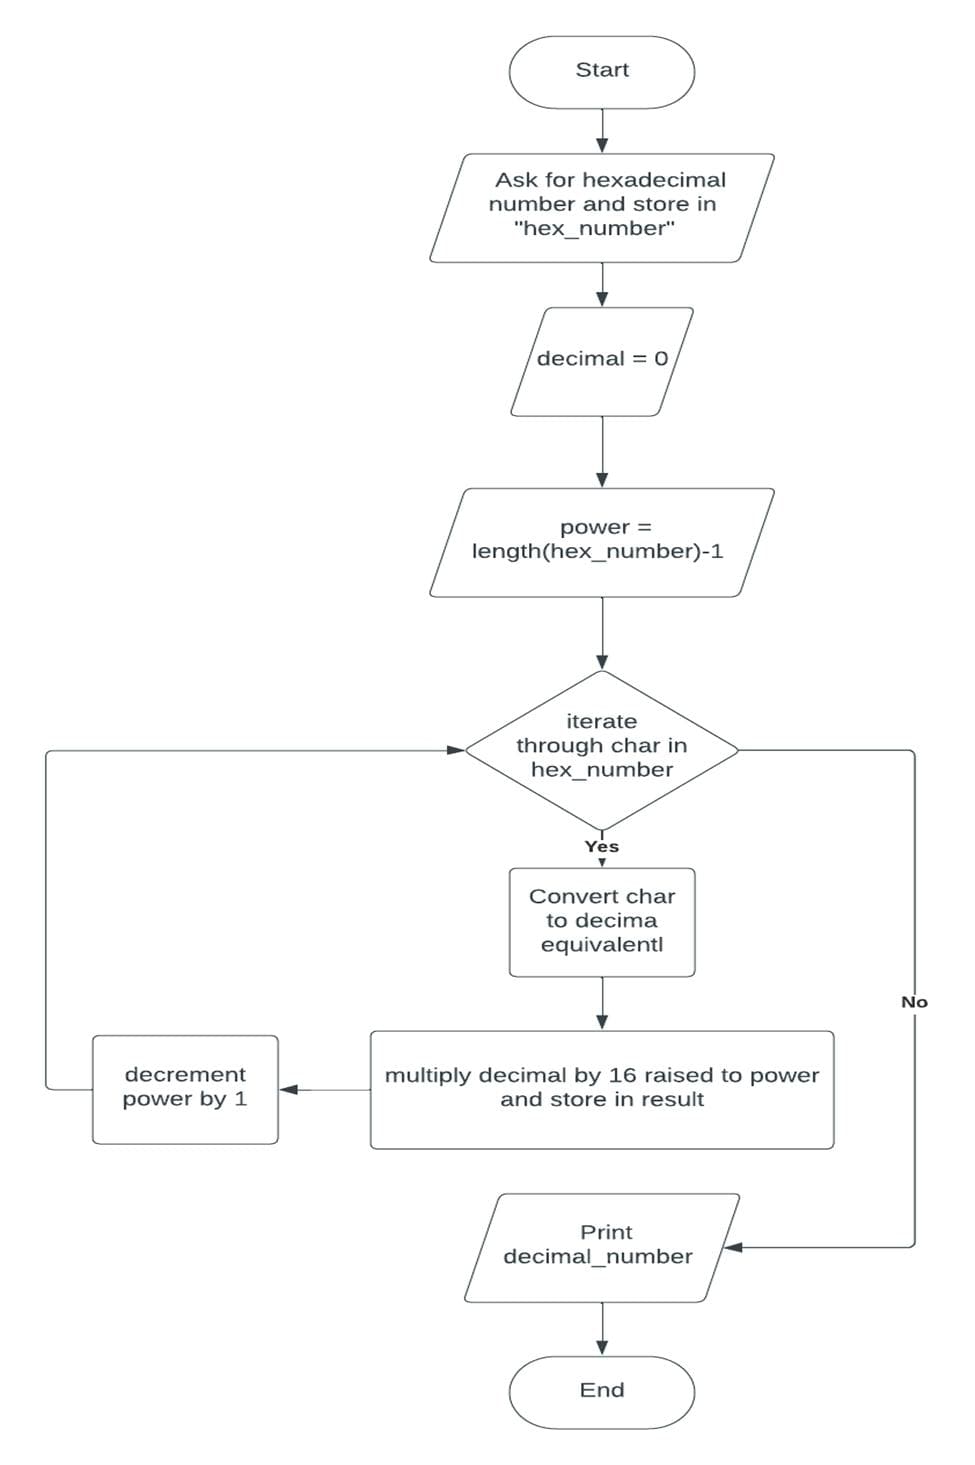 Start
Ask for hexadecimal
number and store in
"hex_number"
decimal = 0
power =
length(hex_number)-1
iterate
through char in
hex_number
Yes
Convert char
to decima
equivalentl
No
multiply decimal by 16 raised to power
and store in result
decrement
power by 1
Print
decimal_number
End